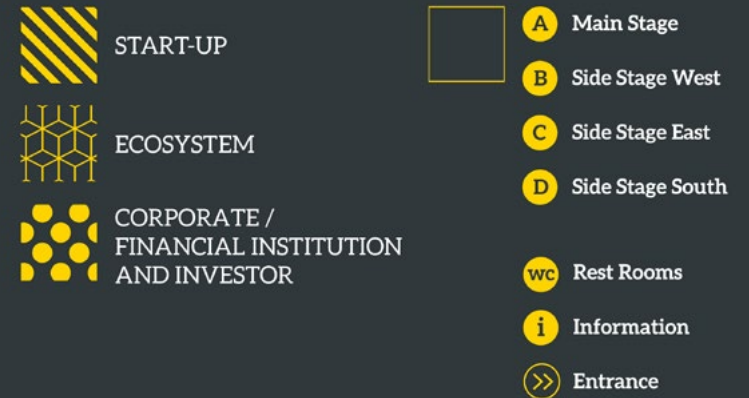 START-UP
ECOSYSTEM
CORPORATE /
FINANCIAL INSTITUTION
AND INVESTOR
A Main Stage
B Side Stage West
C Side Stage East
D Side Stage South
WC Rest Rooms
i Information
Entrance